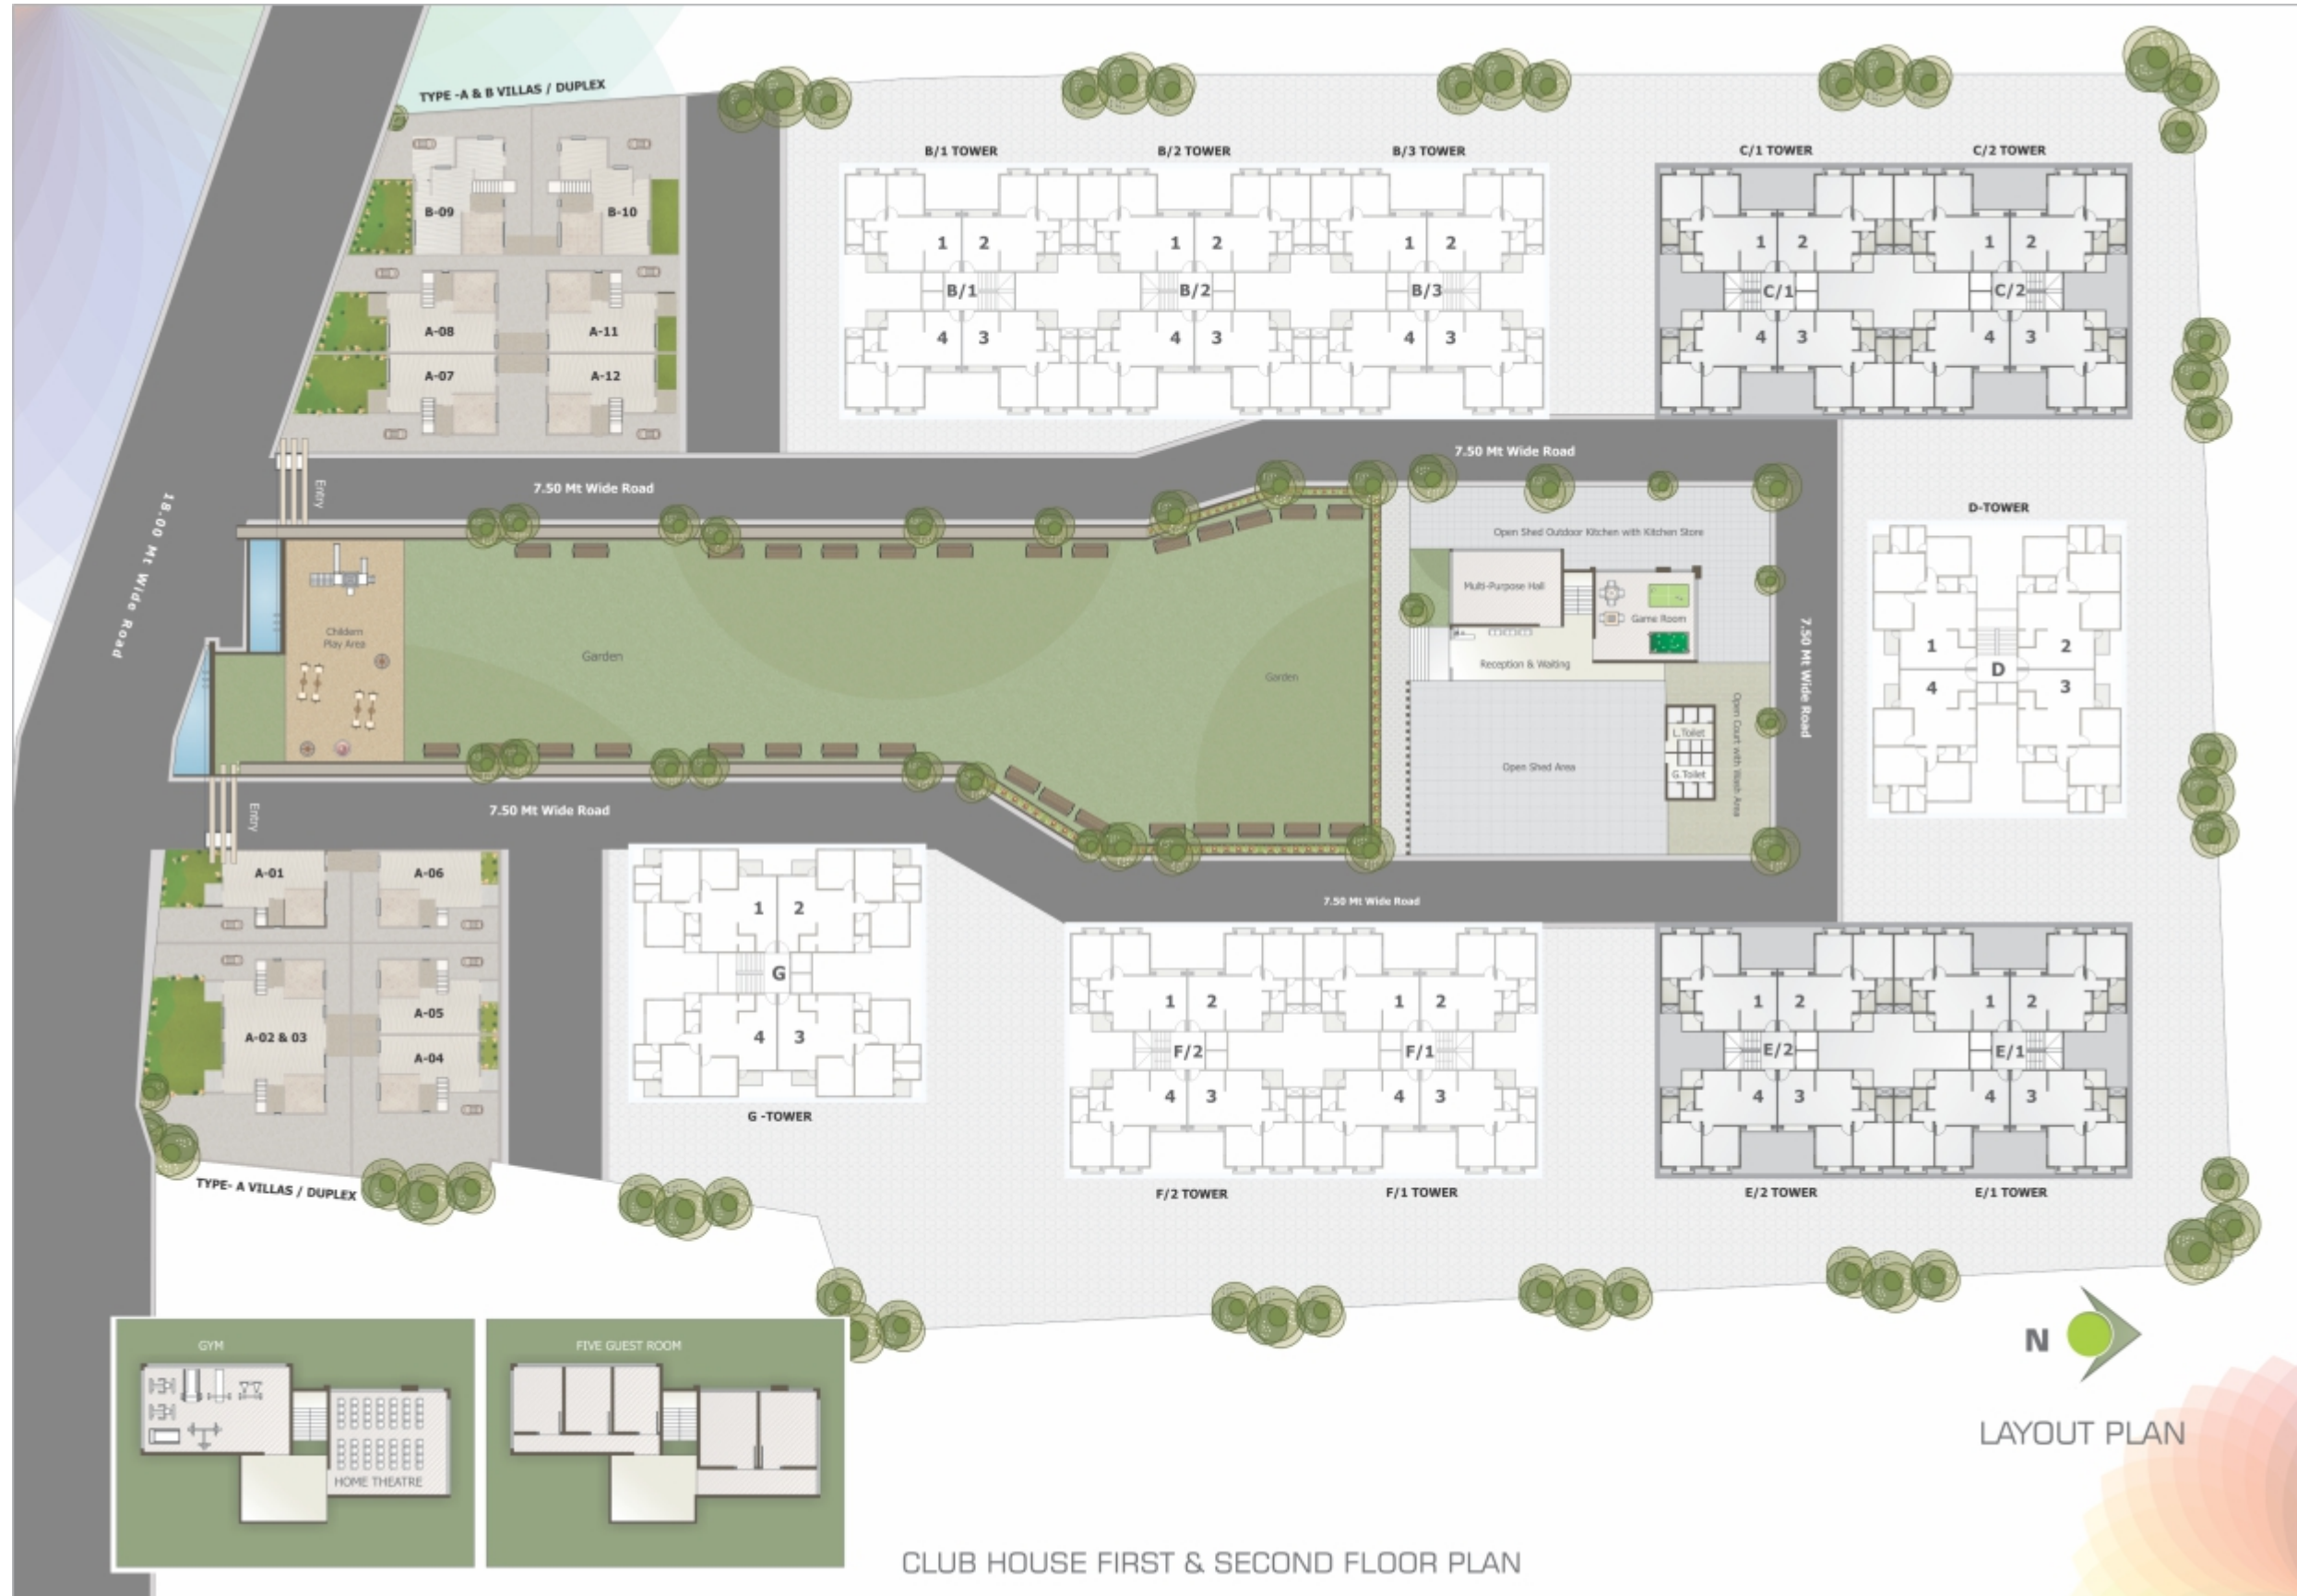 TYPE -A & B VILLAS / DUPLEX
B-09
B-10
A-08
A-11
A-07
A-12
B/1 TOWER
B/2 TOWER
B/3 TOWER
1 2
B/1
4 3
1 2
B/2
4 3
1 2
B/3
4 3
C/1 TOWER
C/2 TOWER
1 2
C/1
4 3
1 2
C/2
4 3
7.50 Mt Wide Road
7.50 Mt Wide Road
Entry
18.00 Mt Wide Road
Childern
Play Area
Garden
Garden
Open Shed Outdoor Kitchen with Kitchen Store
Multi-Purpose Hall
Game Room
Reception & Waiting
Open Shed Area
L.Toilet
G.Toilet
Open Court with Wash Area
7.50 Mt Wide Road
D-TOWER
1 2
D
4 3
Entry
7.50 Mt Wide Road
7.50 Mt Wide Road
A-01
A-06
A-05
A-02 & 03
A-04
TYPE- A VILLAS / DUPLEX
1 2
G
4 3
G -TOWER
1 2
F/2
4 3
1 2
F/1
4 3
F/2 TOWER
F/1 TOWER
1 2
E/2
4 3
1 2
E/1
4 3
E/2 TOWER
E/1 TOWER
GYM
HOME THEATRE
FIVE GUEST ROOM
N
LAYOUT PLAN
CLUB HOUSE FIRST & SECOND FLOOR PLAN